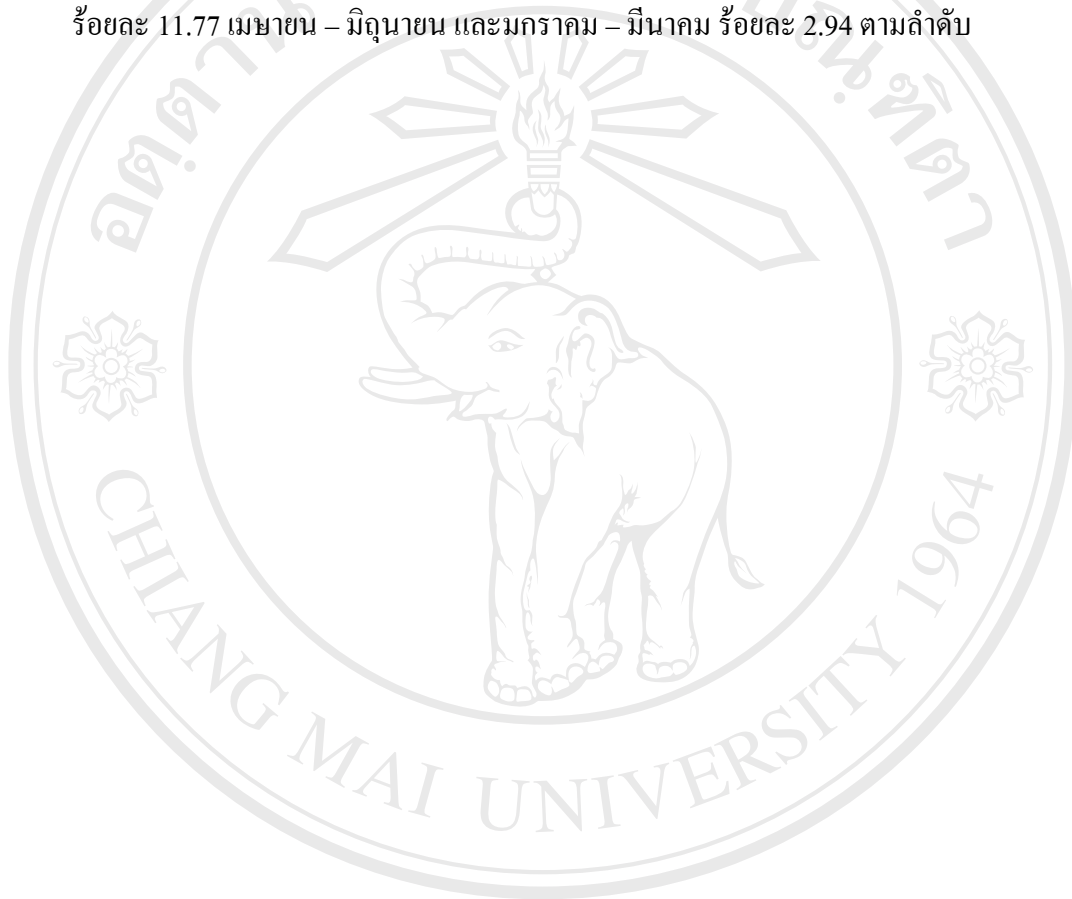 ร้อยละ 11.77 เมษายน – มิถุนายน และมกราคม – มีนาคม ร้อยละ 2.94 ตามลำดับ
CHIANG MAI UNIVERSITY 1964